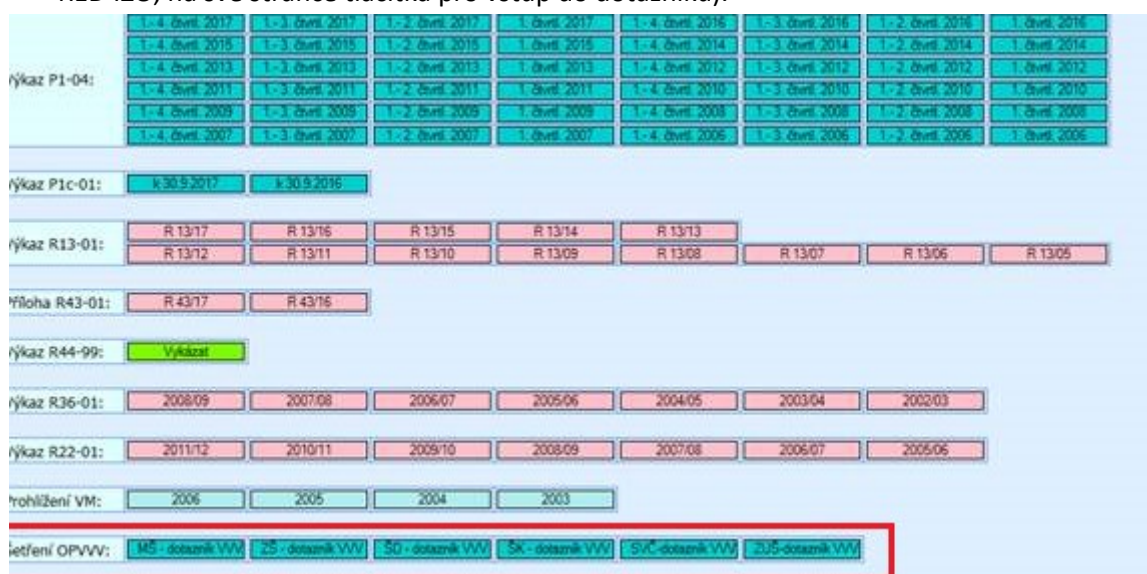 na své stránce tlačítka pro vstup do dotazníků.
1.- 4. čtvrtl. 2017 1.- 3. čtvrtl. 2017 1.- 2. čtvrtl. 2017 1. čtvrtl. 2017 1.- 4. čtvrtl. 2016 1.- 3. čtvrtl. 2016 1.- 2. čtvrtl. 2016 1. čtvrtl. 2016
1.- 4. čtvrtl. 2015 1.- 3. čtvrtl. 2015 1.- 2. čtvrtl. 2015 1. čtvrtl. 2015 1.- 4. čtvrtl. 2014 1.- 3. čtvrtl. 2014 1.- 2. čtvrtl. 2014 1. čtvrtl. 2014
výkaz P1-04: 1.- 4. čtvrtl. 2013 1.- 3. čtvrtl. 2013 1.- 2. čtvrtl. 2013 1. čtvrtl. 2013 1.- 4. čtvrtl. 2012 1.- 3. čtvrtl. 2012 1.- 2. čtvrtl. 2012 1. čtvrtl. 2012
1.- 4. čtvrtl. 2011 1.- 3. čtvrtl. 2011 1.- 2. čtvrtl. 2011 1. čtvrtl. 2011 1.- 4. čtvrtl. 2010 1.- 3. čtvrtl. 2010 1.- 2. čtvrtl. 2010 1. čtvrtl. 2010
1.- 4. čtvrtl. 2009 1.- 3. čtvrtl. 2009 1.- 2. čtvrtl. 2009 1. čtvrtl. 2009 1.- 4. čtvrtl. 2008 1.- 3. čtvrtl. 2008 1.- 2. čtvrtl. 2008 1. čtvrtl. 2008
1.- 4. čtvrtl. 2007 1.- 3. čtvrtl. 2007 1.- 2. čtvrtl. 2007 1. čtvrtl. 2007 1.- 4. čtvrtl. 2006 1.- 3. čtvrtl. 2006 1.- 2. čtvrtl. 2006 1. čtvrtl. 2006
výkaz P1c-01: k 30.9.2017 k 30.9.2016
R 13/17 R 13/16 R 13/15 R 13/14 R 13/13
výkaz R13-01: R 13/12 R 13/11 R 13/10 R 13/09 R 13/08 R 13/07 R 13/06 R 13/05
Příloha R43-01: R 43/17 R 43/16
výkaz R44-99: Vykázat
výkaz R36-01: 2008/09 2007/08 2006/07 2005/06 2004/05 2003/04 2002/03
výkaz R22-01: 2011/12 2010/11 2009/10 2008/09 2007/08 2006/07 2005/06
Prohlížení VM: 2006 2005 2004 2003
Šetření OPVVV: MŠ - dotazník VVV ZŠ - dotazník VVV ŠD - dotazník VVV ŠK - dotazník VVV SVČ-dotazník VVV ZUŠ-dotazník VVV